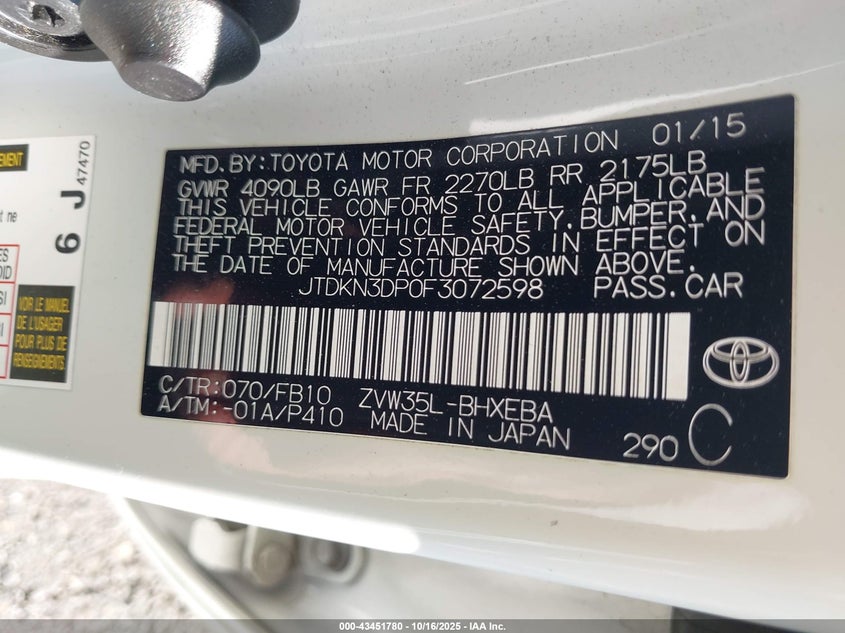 MFD. BY: TOYOTA MOTOR CORPORATION 01/15
GVWR 4090LB GAWR FR 2270LB RR 2175LB
THIS VEHICLE CONFORMS TO ALL APPLICABLE
FEDERAL MOTOR VEHICLE SAFETY, BUMPER, AND
THEFT PREVENTION STANDARDS IN EFFECT ON
THE DATE OF MANUFACTURE SHOWN ABOVE.
JTDKN3DP0F3072598 PASS. CAR
C/TR: 070/FB10 ZVW35L-BHXEBA
A/TM: -01A/P410 MADE IN JAPAN
290 C
6 J 47470
VOIR LE MANUEL
DE L'USAGER
POUR PLUS DE
RENSEIGNEMENTS
000-43451780 - 10/16/2025 - IAA Inc.